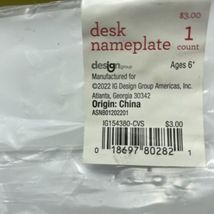 $3.00
desk 1
nameplate count
design group Ages 6+
Manufactured for
©2022 IG Design Group Americas, Inc.
Atlanta, Georgia 30342
Origin: China
ASNB01202201
IG154380-CVS $3.00
0 18697 80282 1